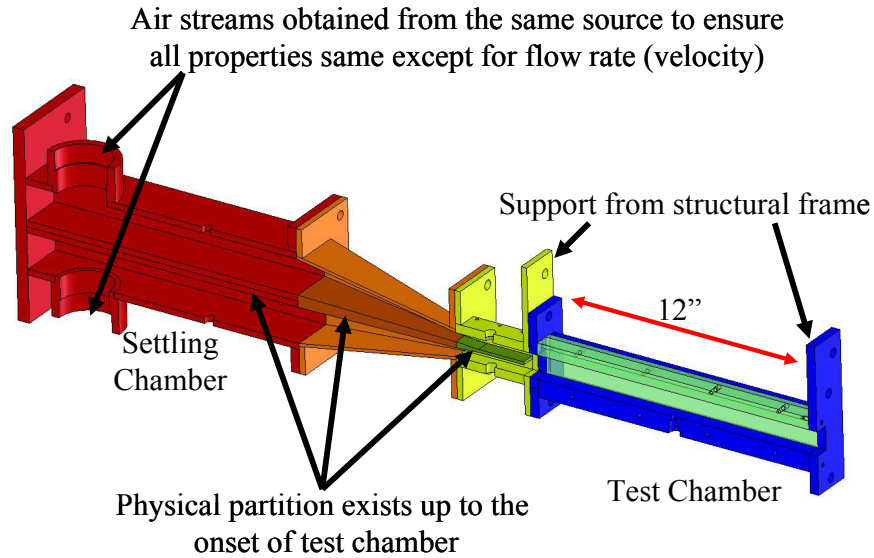 Air streams obtained from the same source to ensure
all properties same except for flow rate (velocity)
Support from structural frame
12”
Settling
Chamber
Test Chamber
Physical partition exists up to the
onset of test chamber